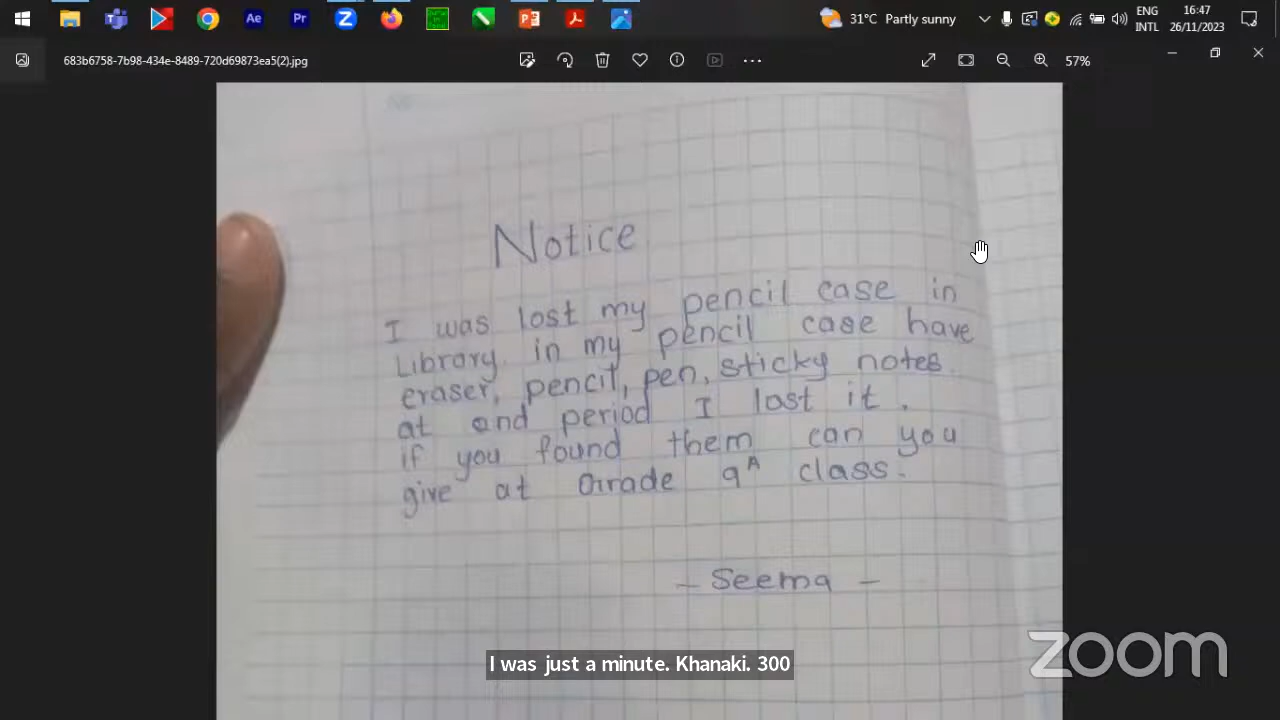 ENG
16:47
31°C Partly sunny
INTL
26/11/2023
683b6758-7b98-434e-8489-720d69873ea5(2).jpg
57%
Notice
I was lost my pencil case in
Library. in my pencil case have
eraser, pencil, pen, sticky notes.
at and period I lost it.
if you found them can you
give at Grade 9A class.
- Seema -
I was just a minute. Khanaki. 300
zoom